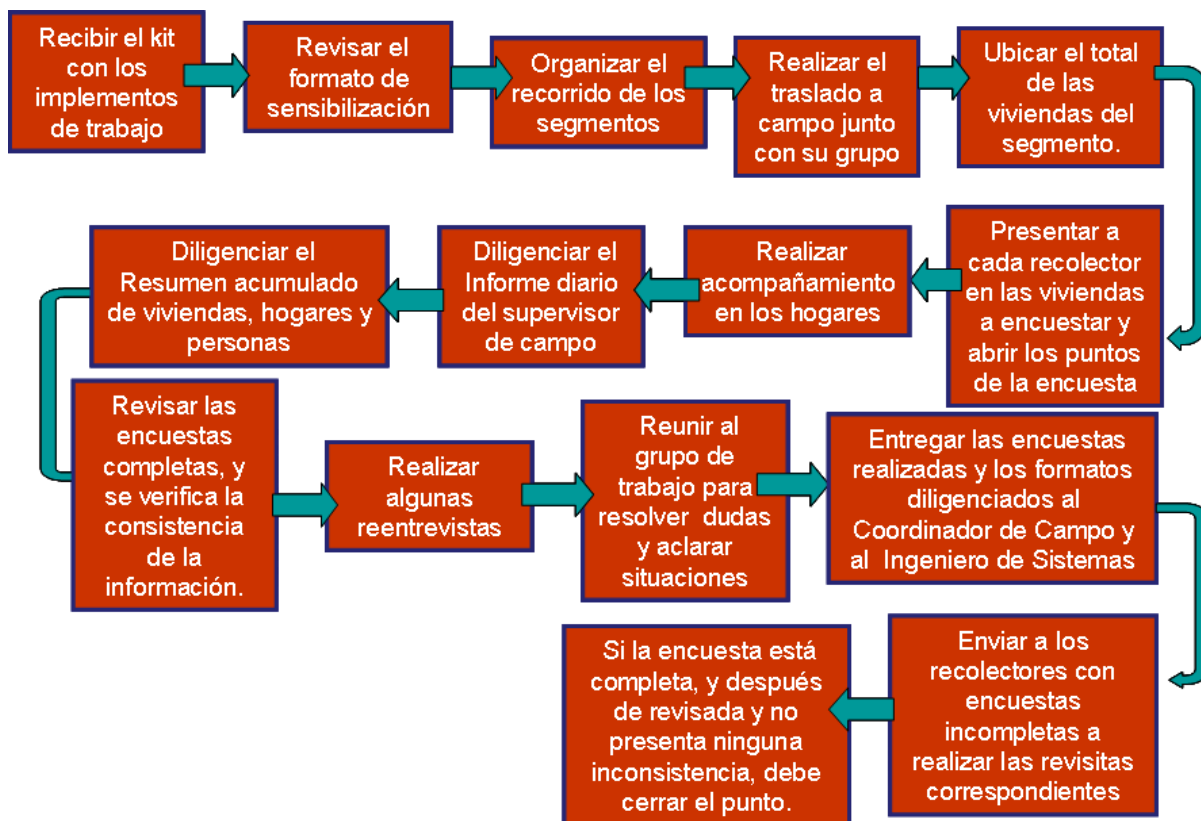 Recibir el kit
con los
implementos
de trabajo
Revisar el
formato de
sensibilización
Organizar el
recorrido de los
segmentos
Realizar el
traslado a
campo junto
con su grupo
Ubicar el total
de las
viviendas del
segmento.
Presentar a
cada recolector
en las viviendas
a encuestar y
abrir los puntos
de la encuesta
Realizar
acompañamiento
en los hogares
Diligenciar el
Informe diario
del supervisor
de campo
Diligenciar el
Resumen acumulado
de viviendas, hogares y
personas
Revisar las
encuestas
completas, y
se verifica la
consistencia
de la
información.
Realizar
algunas
reentrevistas
Reunir al
grupo de
trabajo para
resolver dudas
y aclarar
situaciones
Entregar las encuestas
realizadas y los formatos
diligenciados al
Coordinador de Campo y
al Ingeniero de Sistemas
Enviar a los
recolectores con
encuestas
incompletas a
realizar las revisitas
correspondientes
Si la encuesta está
completa, y después
de revisada y no
presenta ninguna
inconsistencia, debe
cerrar el punto.